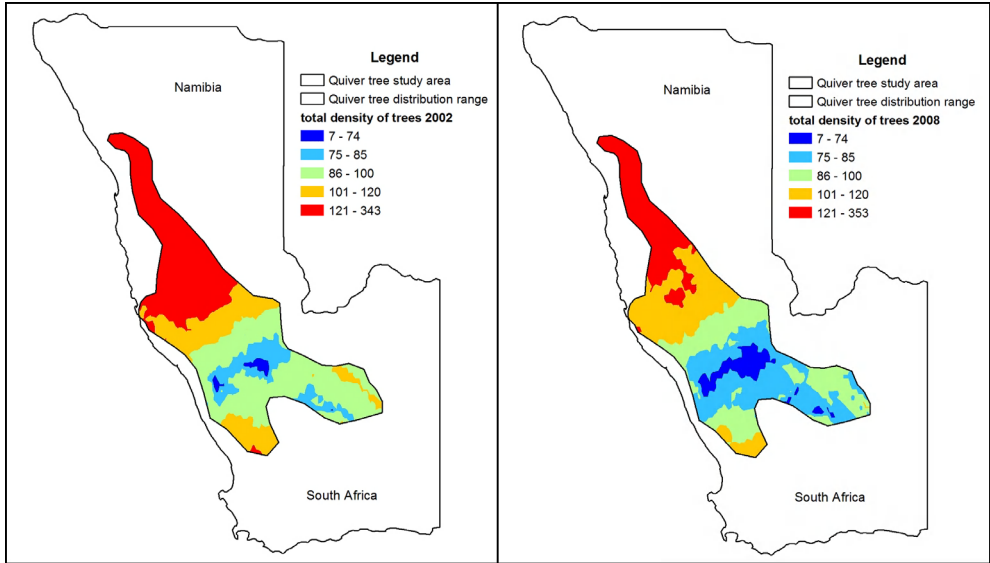 Legend
Namibia
Quiver tree study area
Quiver tree distribution range
total density of trees 2002
7 - 74
75 - 85
86 - 100
101 - 120
121 - 343
South Africa
Legend
Namibia
Quiver tree study area
Quiver tree distribution range
total density of trees 2008
7 - 74
75 - 85
86 - 100
101 - 120
121 - 353
South Africa